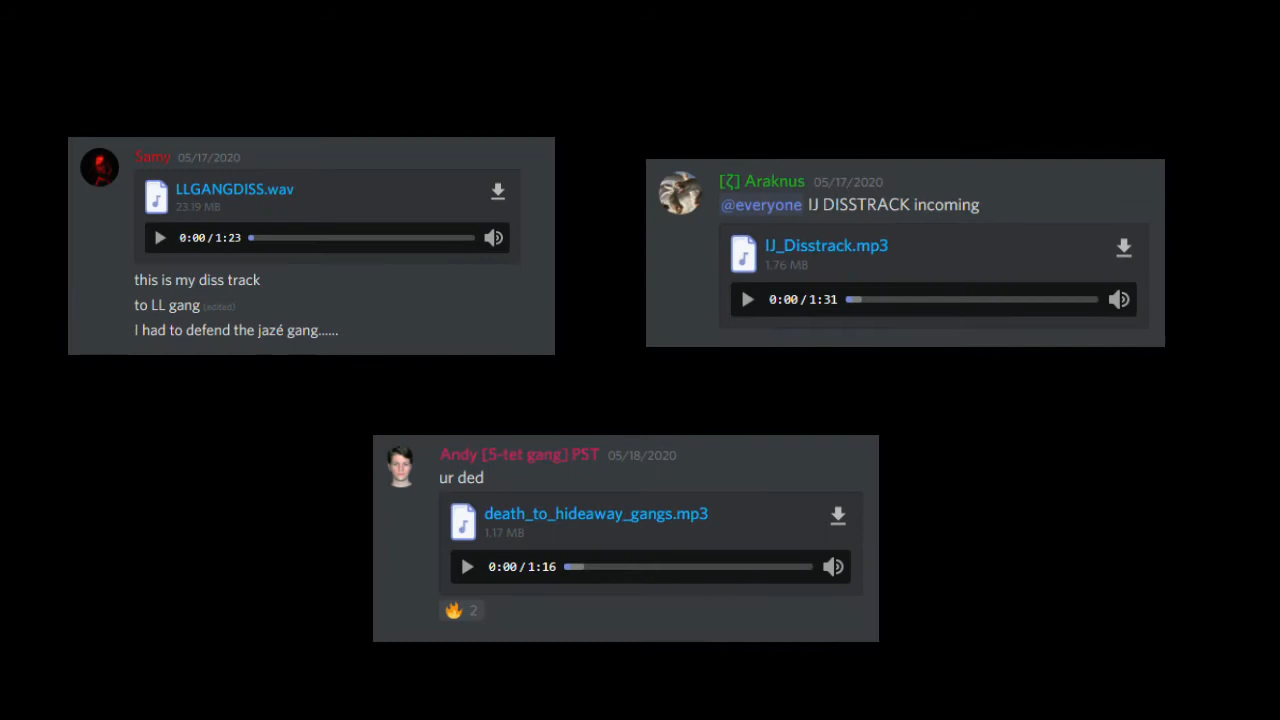 Samy 05/17/2020
LLGANGDISS.wav
23.19 MB
0:00 / 1:23
this is my diss track
to LL gang (edited)
I had to defend the jazé gang......
[ζ] Araknus 05/17/2020
@everyone IJ DISSTRACK incoming
IJ_Disstrack.mp3
1.76 MB
0:00 / 1:31
Andy [5-tet gang] PST 05/18/2020
ur ded
death_to_hideaway_gangs.mp3
1.17 MB
0:00 / 1:16
🔥 2